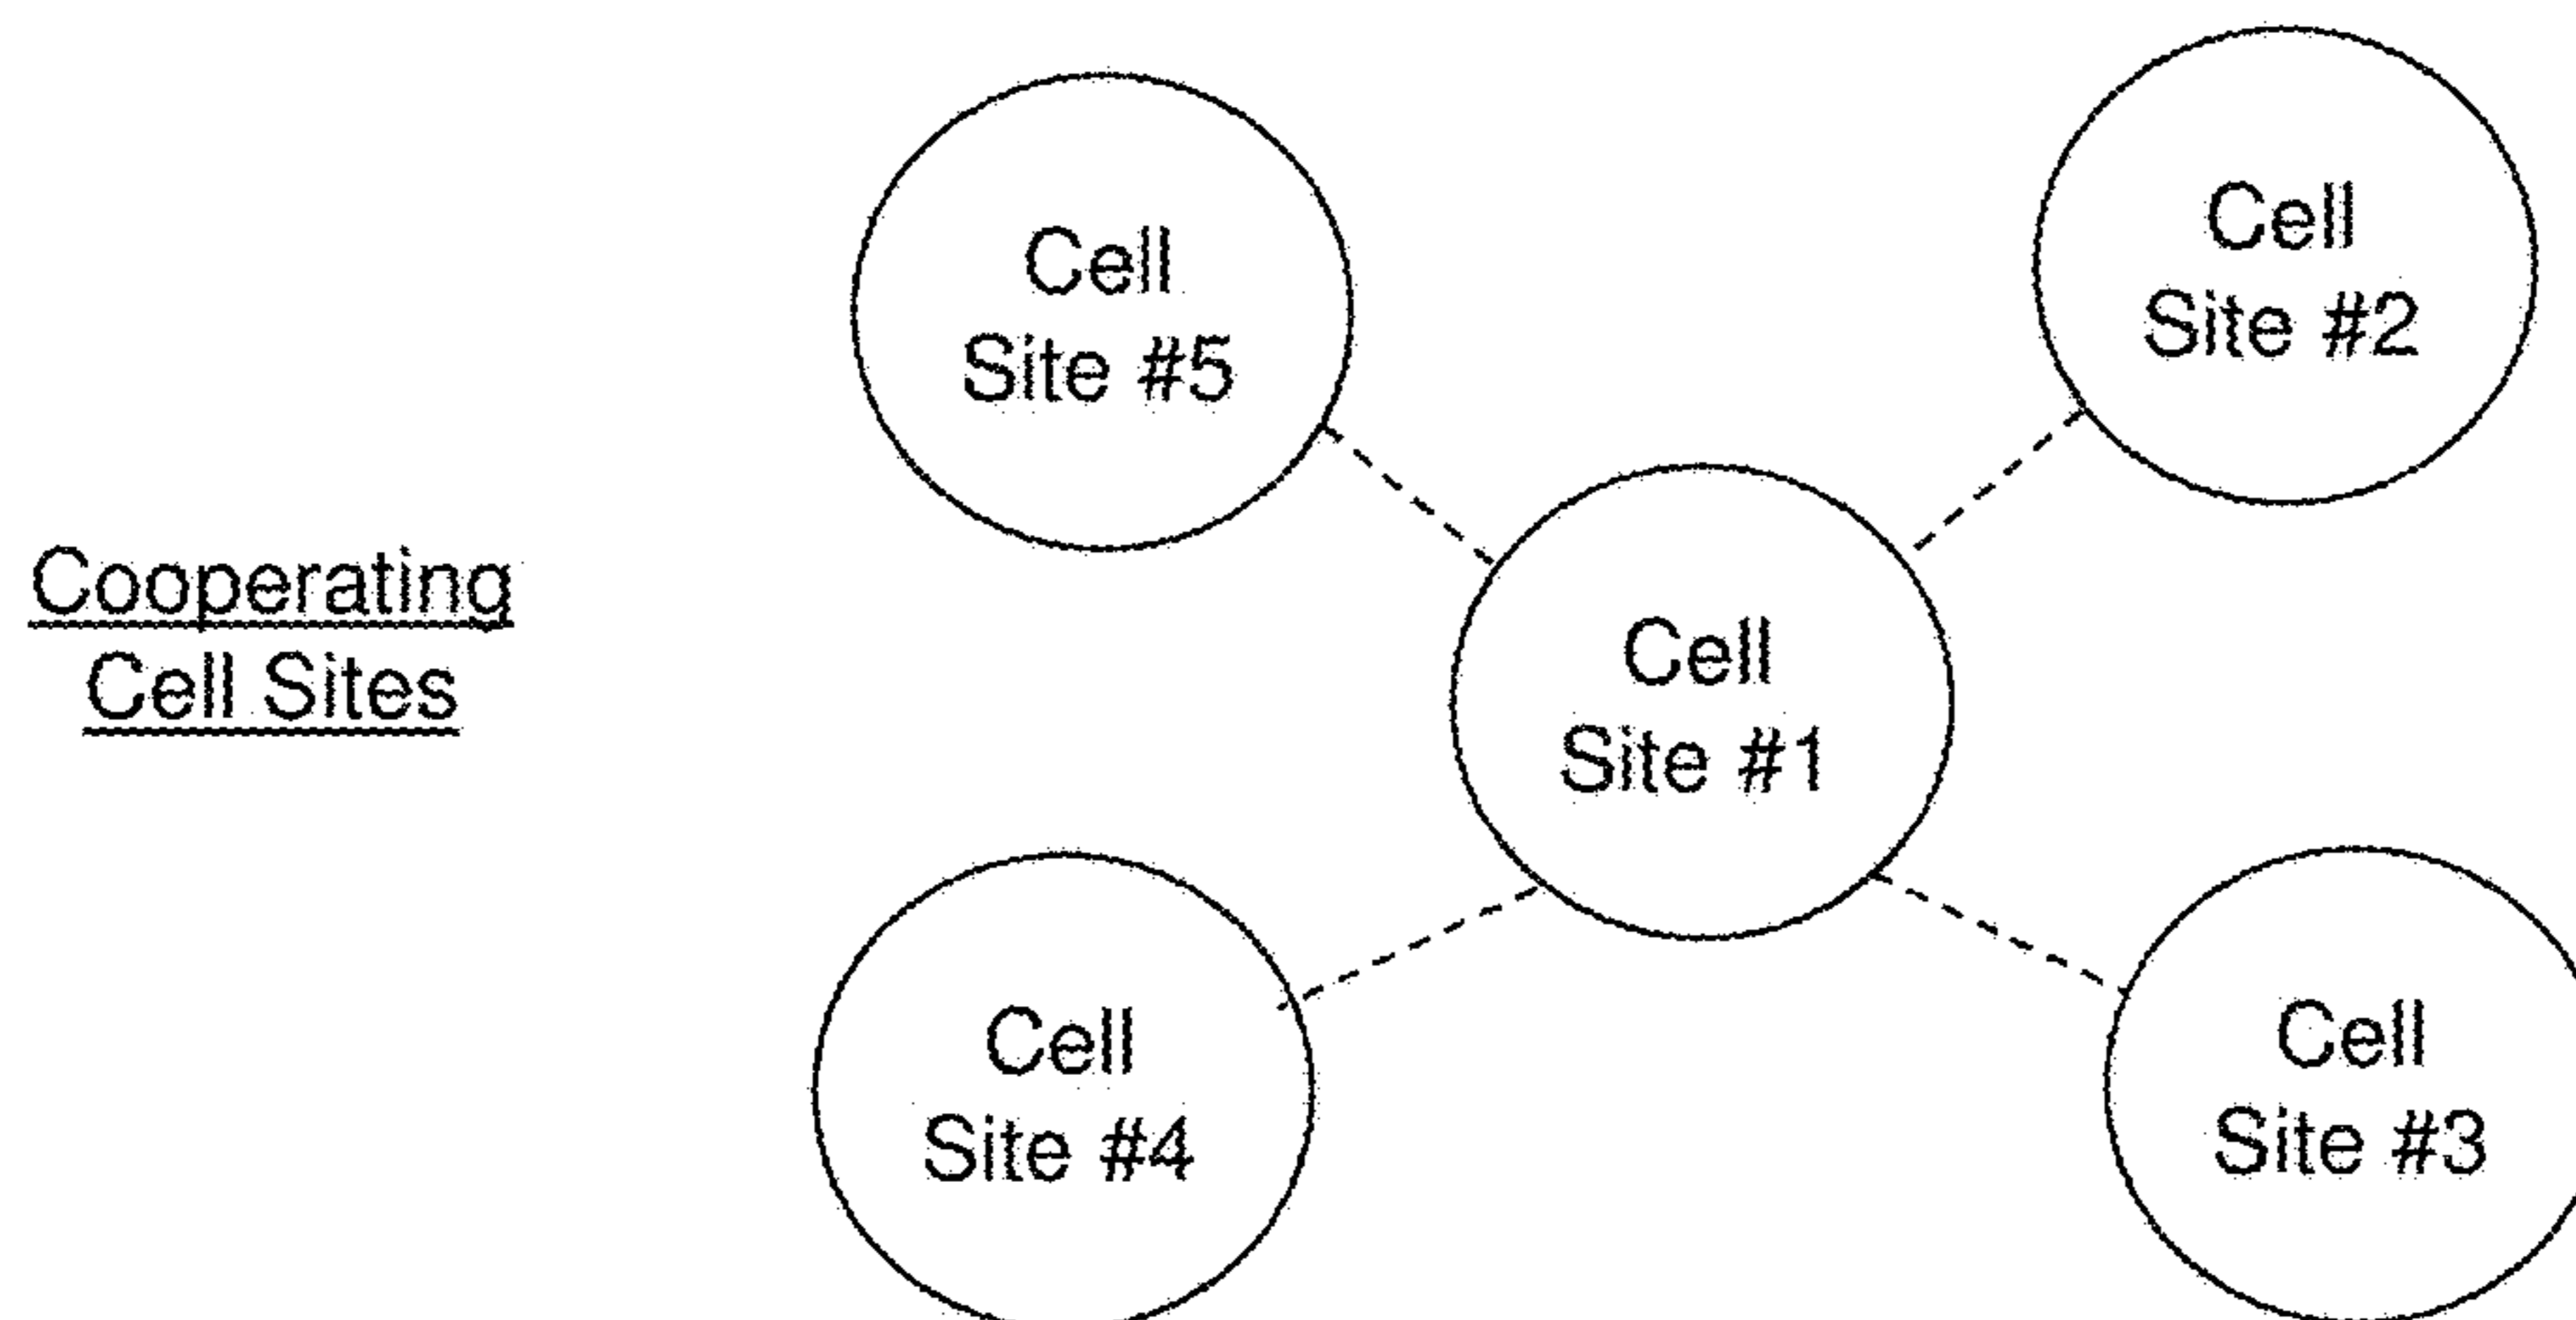 Cooperating
Cell Sites
Cell
Site #5
Cell
Site #2
Cell
Site #1
Cell
Site #4
Cell
Site #3